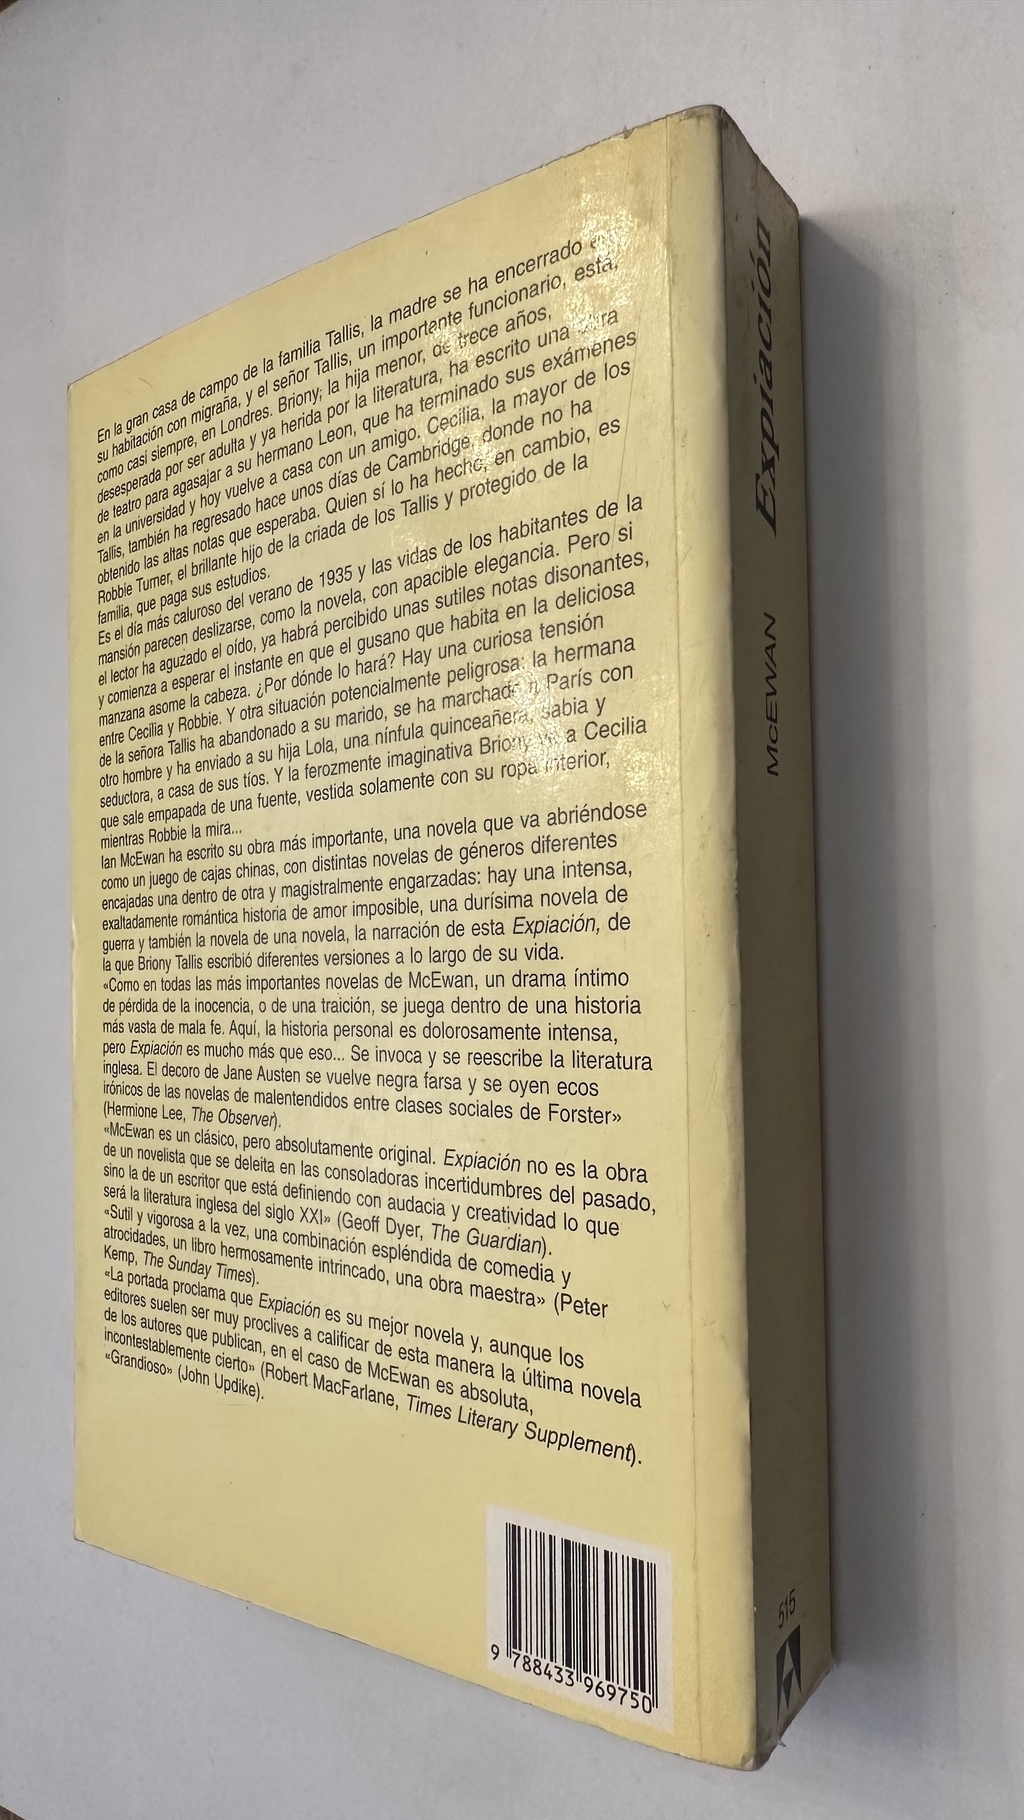 En la gran casa de campo de la familia Tallis, la madre se ha encerrado en
su habitación con migraña, y el señor Tallis, un importante funcionario, está,
como casi siempre, en Londres. Briony, la hija menor, de trece años,
desesperada por ser adulta y ya herida por la literatura, ha escrito una obra
de teatro para agasajar a su hermano Leon, que ha terminado sus exámenes
en la universidad y hoy vuelve a casa con un amigo. Cecilia, la mayor de los
Tallis, también ha regresado hace unos días de Cambridge, donde no ha
obtenido las altas notas que esperaba. Quien sí lo ha hecho, en cambio, es
Robbie Turner, el brillante hijo de la criada de los Tallis y protegido de la
familia, que paga sus estudios.
Es el día más caluroso del verano de 1935 y las vidas de los habitantes de la
mansión parecen deslizarse, como la novela, con apacible elegancia. Pero si
el lector ha aguzado el oído, ya habrá percibido unas sutiles notas disonantes,
y comienza a esperar el instante en que el gusano que habita en la deliciosa
manzana asome la cabeza. ¿Por dónde lo hará? Hay una curiosa tensión
entre Cecilia y Robbie. Y otra situación potencialmente peligrosa: la hermana
de la señora Tallis ha abandonado a su marido, se ha marchado a París con
otro hombre y ha enviado a su hija Lola, una nínfula quinceañera, sabia y
seductora, a casa de sus tíos. Y la ferozmente imaginativa Briony ve a Cecilia
que sale empapada de una fuente, vestida solamente con su ropa interior,
mientras Robbie la mira...
Ian McEwan ha escrito su obra más importante, una novela que va abriéndose
como un juego de cajas chinas, con distintas novelas de géneros diferentes
encajadas una dentro de otra y magistralmente engarzadas: hay una intensa,
exaltadamente romántica historia de amor imposible, una durísima novela de
guerra y también la novela de una novela, la narración de esta Expiación, de
la que Briony Tallis escribió diferentes versiones a lo largo de su vida.
«Como en todas las más importantes novelas de McEwan, un drama íntimo
de pérdida de la inocencia, o de una traición, se juega dentro de una historia
más vasta de mala fe. Aquí, la historia personal es dolorosamente intensa,
pero Expiación es mucho más que eso... Se invoca y se reescribe la literatura
inglesa. El decoro de Jane Austen se vuelve negra farsa y se oyen ecos
irónicos de las novelas de malentendidos entre clases sociales de Forster»
(Hermione Lee, The Observer).
«McEwan es un clásico, pero absolutamente original. Expiación no es la obra
de un novelista que se deleita en las consoladoras incertidumbres del pasado,
sino la de un escritor que está definiendo con audacia y creatividad lo que
será la literatura inglesa del siglo XXI» (Geoff Dyer, The Guardian).
«Sutil y vigorosa a la vez, una combinación espléndida de comedia y
atrocidades, un libro hermosamente intrincado, una obra maestra» (Peter
Kemp, The Sunday Times).
«La portada proclama que Expiación es su mejor novela y, aunque los
editores suelen ser muy proclives a calificar de esta manera la última novela
de los autores que publican, en el caso de McEwan es absoluta,
incontestablemente cierto» (Robert MacFarlane, Times Literary Supplement).
«Grandioso» (John Updike).
9 788433 969750
Expiación
McEWAN
515